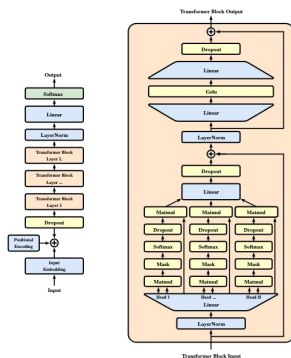 Output
Softmax
Linear
LayerNorm
Transformer Block
Layer L
Transformer Block
Layer ...
Transformer Block
Layer 1
Dropout
Positional
Encoding
Input
Embedding
Input
Transformer Block Output
Dropout
Linear
Gelu
Linear
LayerNorm
Dropout
Linear
Matmul Matmul Matmul
Dropout Dropout Dropout
Softmax Softmax Softmax
Mask Mask Mask
Matmul Matmul Matmul
Head 1 Head ... Head H
Linear
LayerNorm
Transformer Block Input